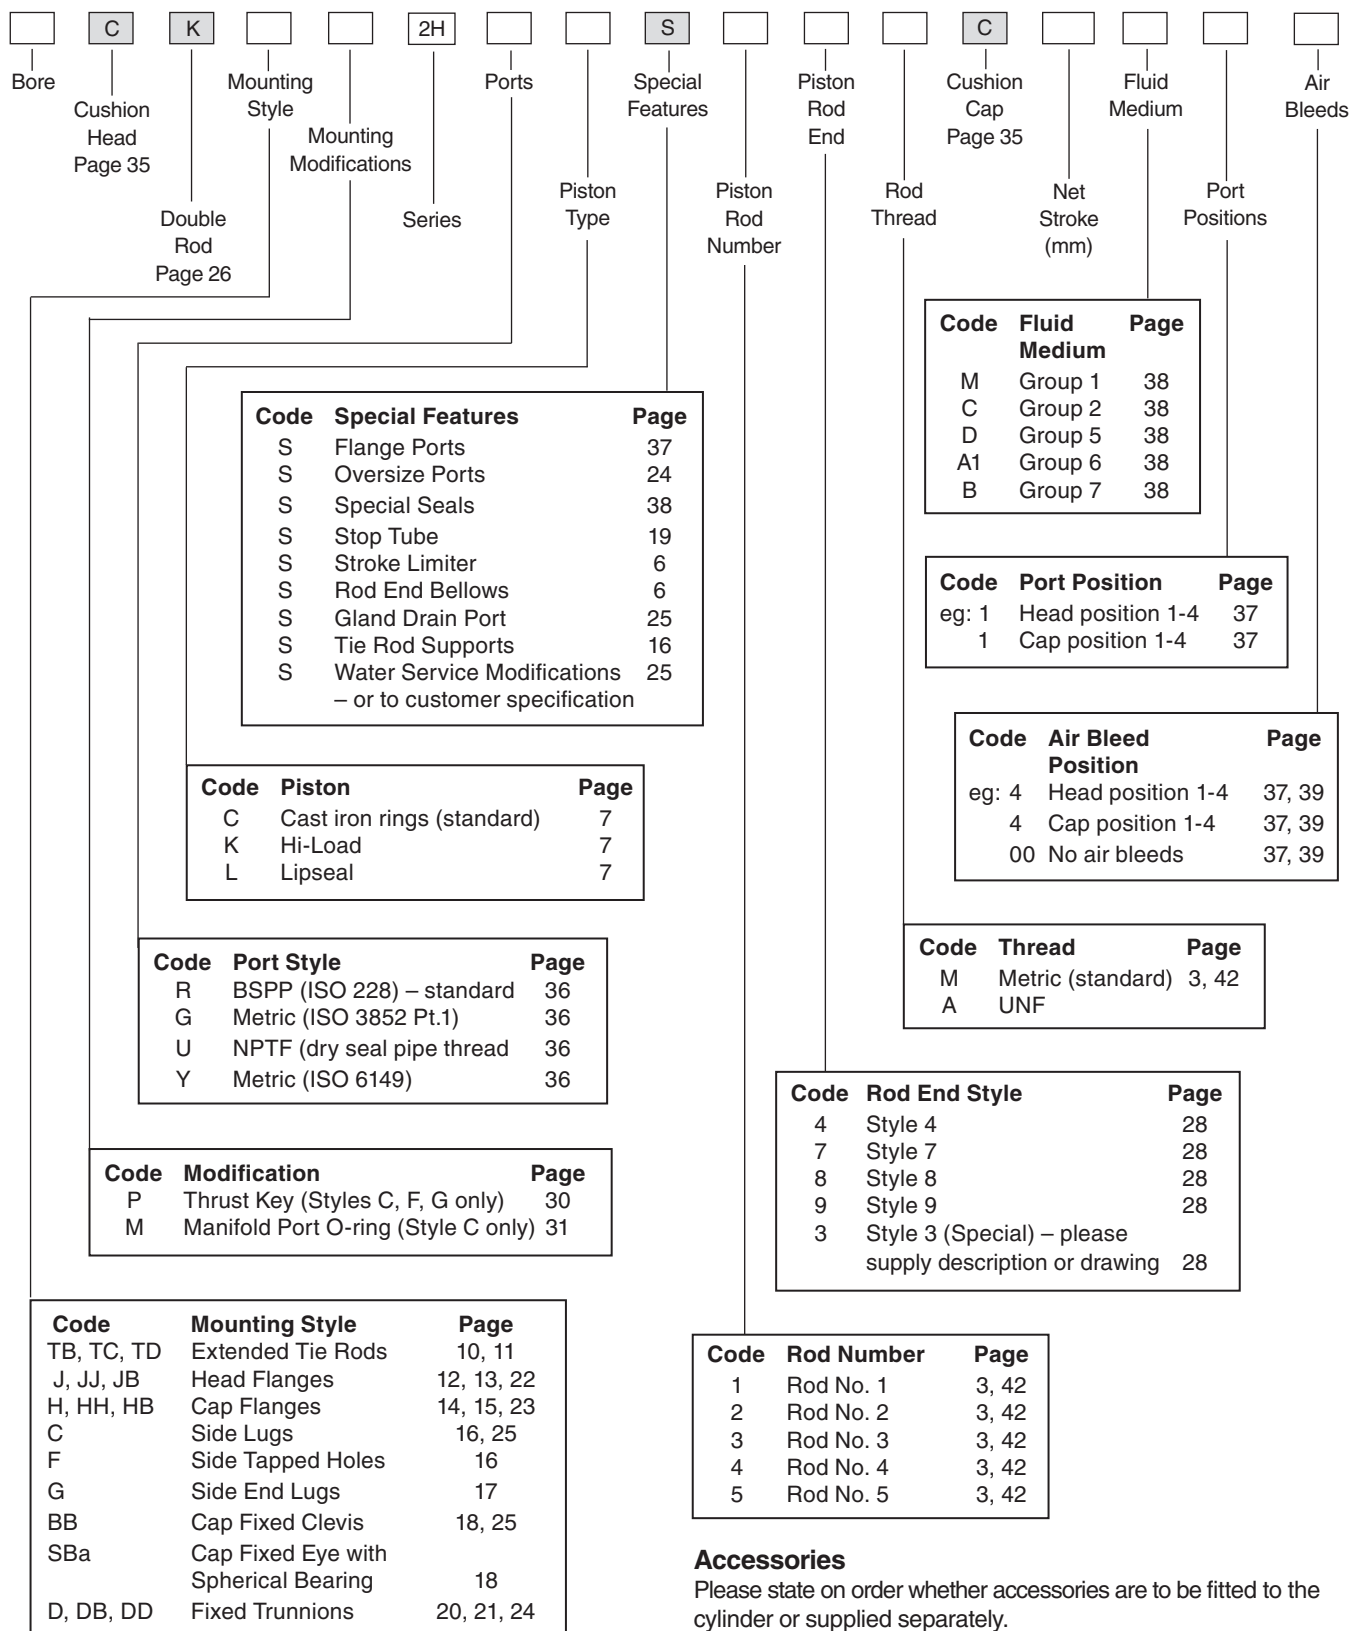 C K 2H S C
Bore
Cushion
Head
Page 35
Double
Rod
Page 26
Mounting
Style
Mounting
Modifications
Series
Ports
Piston
Type
Special
Features
Piston
Rod
Number
Piston
Rod
End
Rod
Thread
Cushion
Cap
Page 35
Net
Stroke
(mm)
Fluid
Medium
Port
Positions
Air
Bleeds
Code Fluid Medium Page
M Group 1 38
C Group 2 38
D Group 5 38
A1 Group 6 38
B Group 7 38
Code Special Features Page
S Flange Ports 37
S Oversize Ports 24
S Special Seals 38
S Stop Tube 19
S Stroke Limiter 6
S Rod End Bellows 6
S Gland Drain Port 25
S Tie Rod Supports 16
S Water Service Modifications 25
– or to customer specification
Code Port Position Page
eg: 1 Head position 1-4 37
1 Cap position 1-4 37
Code Air Bleed Position Page
eg: 4 Head position 1-4 37, 39
4 Cap position 1-4 37, 39
00 No air bleeds 37, 39
Code Piston Page
C Cast iron rings (standard) 7
K Hi-Load 7
L Lipseal 7
Code Thread Page
M Metric (standard) 3, 42
A UNF
Code Port Style Page
R BSPP (ISO 228) – standard 36
G Metric (ISO 3852 Pt.1) 36
U NPTF (dry seal pipe thread 36
Y Metric (ISO 6149) 36
Code Rod End Style Page
4 Style 4 28
7 Style 7 28
8 Style 8 28
9 Style 9 28
3 Style 3 (Special) – please
supply description or drawing 28
Code Modification Page
P Thrust Key (Styles C, F, G only) 30
M Manifold Port O-ring (Style C only) 31
Code Mounting Style Page
TB, TC, TD Extended Tie Rods 10, 11
J, JJ, JB Head Flanges 12, 13, 22
H, HH, HB Cap Flanges 14, 15, 23
C Side Lugs 16, 25
F Side Tapped Holes 16
G Side End Lugs 17
BB Cap Fixed Clevis 18, 25
SBa Cap Fixed Eye with
Spherical Bearing 18
D, DB, DD Fixed Trunnions 20, 21, 24
Code Rod Number Page
1 Rod No. 1 3, 42
2 Rod No. 2 3, 42
3 Rod No. 3 3, 42
4 Rod No. 4 3, 42
5 Rod No. 5 3, 42
Accessories
Please state on order whether accessories are to be fitted to the
cylinder or supplied separately.